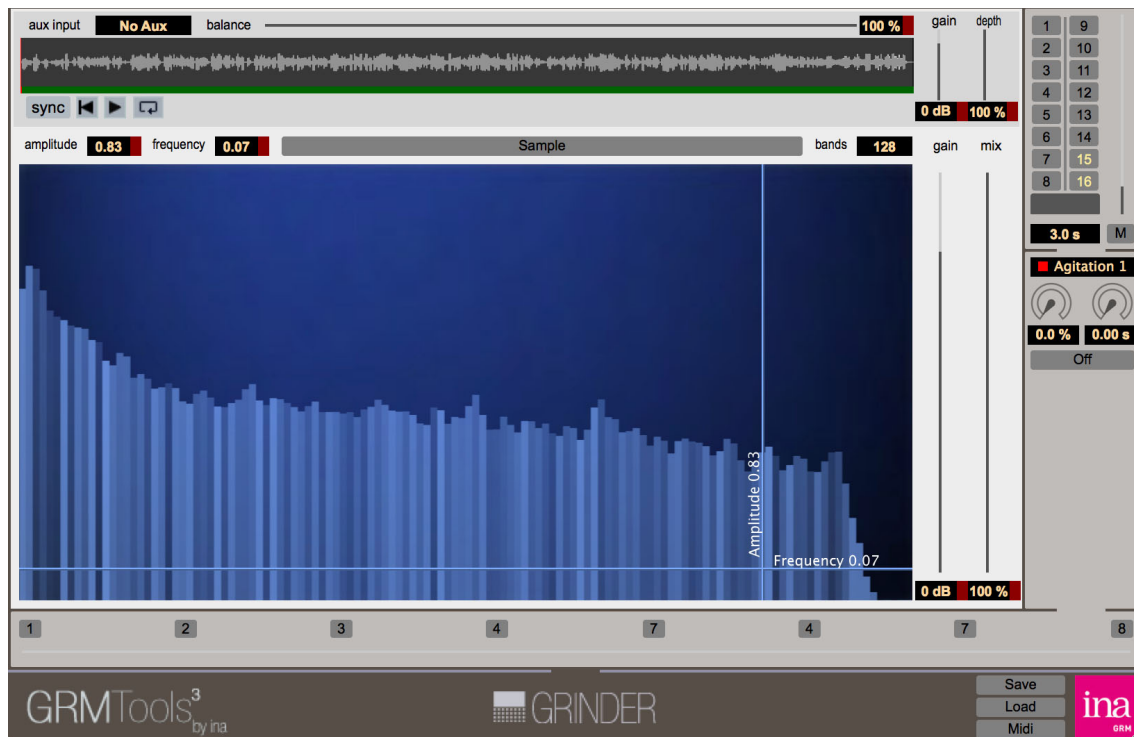 aux input No Aux balance 100 % gain depth
sync 0 dB 100 %
amplitude 0.83 frequency 0.07 Sample bands 128 gain mix
Amplitude 0.83
Frequency 0.07
0 dB 100 %
1 9
2 10
3 11
4 12
5 13
6 14
7 15
8 16
3.0 s M
Agitation 1
0.0 % 0.00 s
Off
1 2 3 4 7 4 7 8
GRMTools3
by ina
GRINDER
Save
Load
Midi
ina
GRM